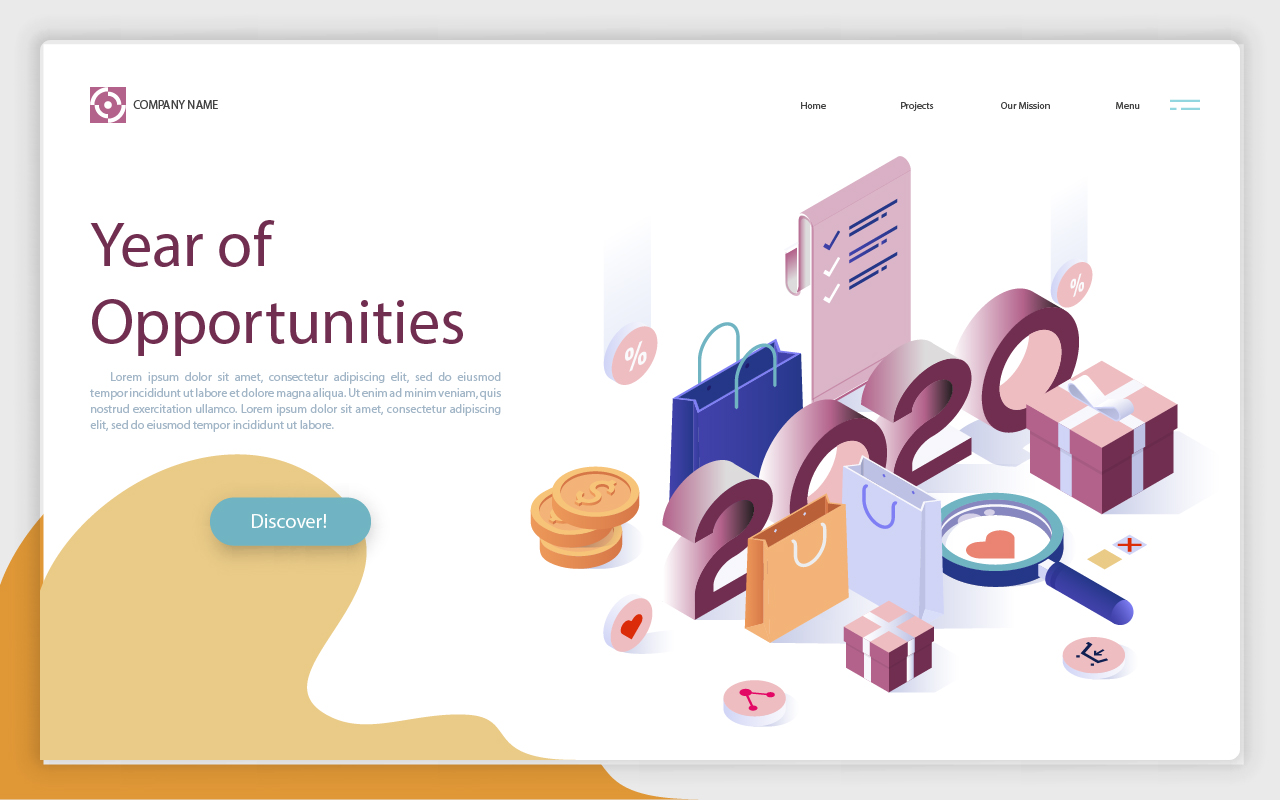 COMPANY NAME
Home Projects Our Mission Menu
Year of
Opportunities
Lorem ipsum dolor sit amet, consectetur adipiscing elit, sed do eiusmod
tempor incididunt ut labore et dolore magna aliqua. Ut enim ad minim veniam, quis
nostrud exercitation ullamco. Lorem ipsum dolor sit amet, consectetur adipiscing
elit, sed do eiusmod tempor incididunt ut labore.
Discover!
%
%
2020
$